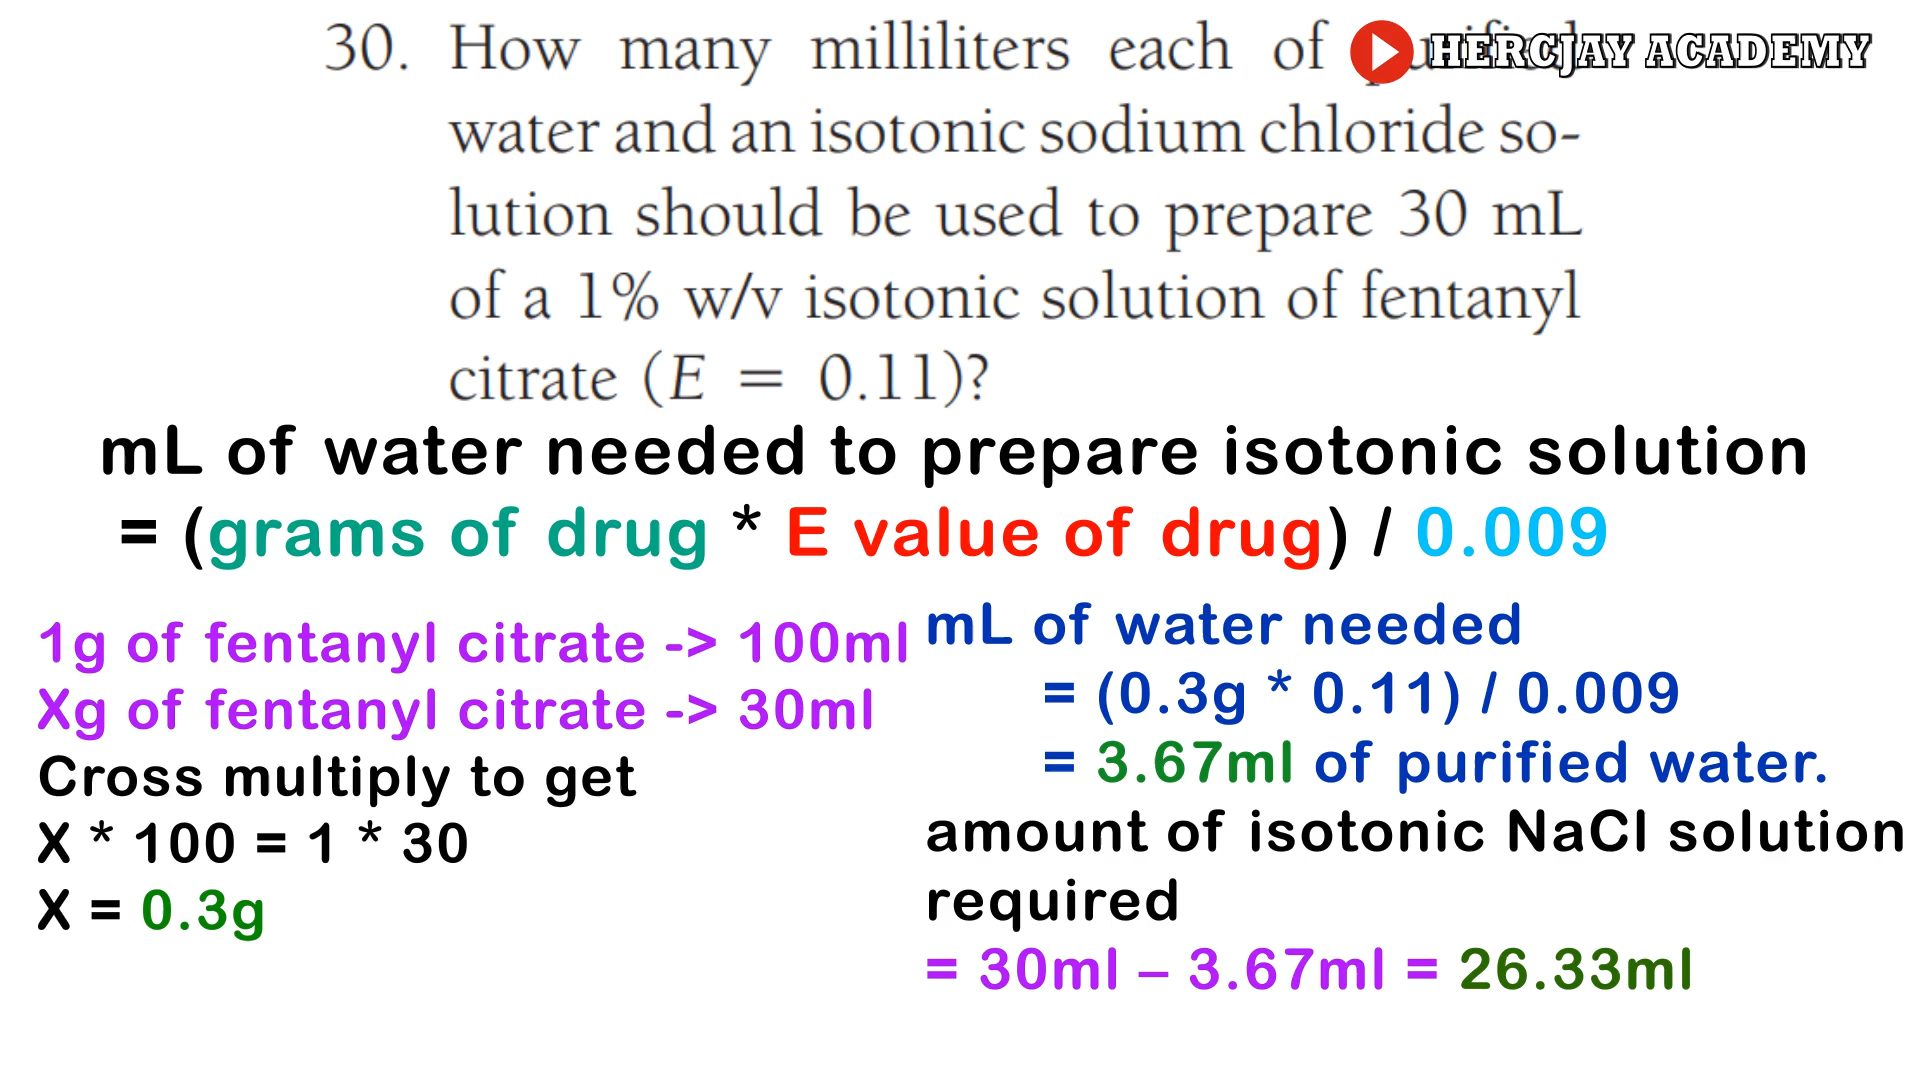 30. How many milliliters each of purified
HERCJAY ACADEMY
water and an isotonic sodium chloride so-
lution should be used to prepare 30 mL
of a 1% w/v isotonic solution of fentanyl
citrate (E = 0.11)?
mL of water needed to prepare isotonic solution
= (grams of drug * E value of drug) / 0.009
1g of fentanyl citrate -> 100ml
Xg of fentanyl citrate -> 30ml
Cross multiply to get
X * 100 = 1 * 30
X = 0.3g
mL of water needed
= (0.3g * 0.11) / 0.009
= 3.67ml of purified water.
amount of isotonic NaCl solution
required
= 30ml – 3.67ml = 26.33ml